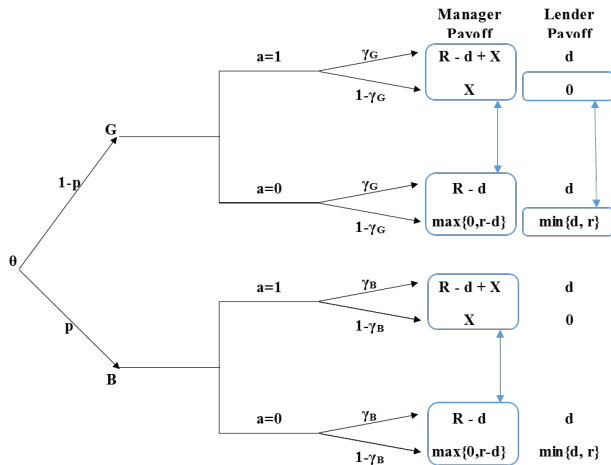 Manager Lender
Payoff Payoff
a=1 γG R - d + X d
1-γG X 0
G
1-p
a=0 γG R - d d
1-γG max{0,r-d} min{d, r}
θ
a=1 γB R - d + X d
1-γB X 0
p
B
a=0 γB R - d d
1-γB max{0,r-d} min{d, r}